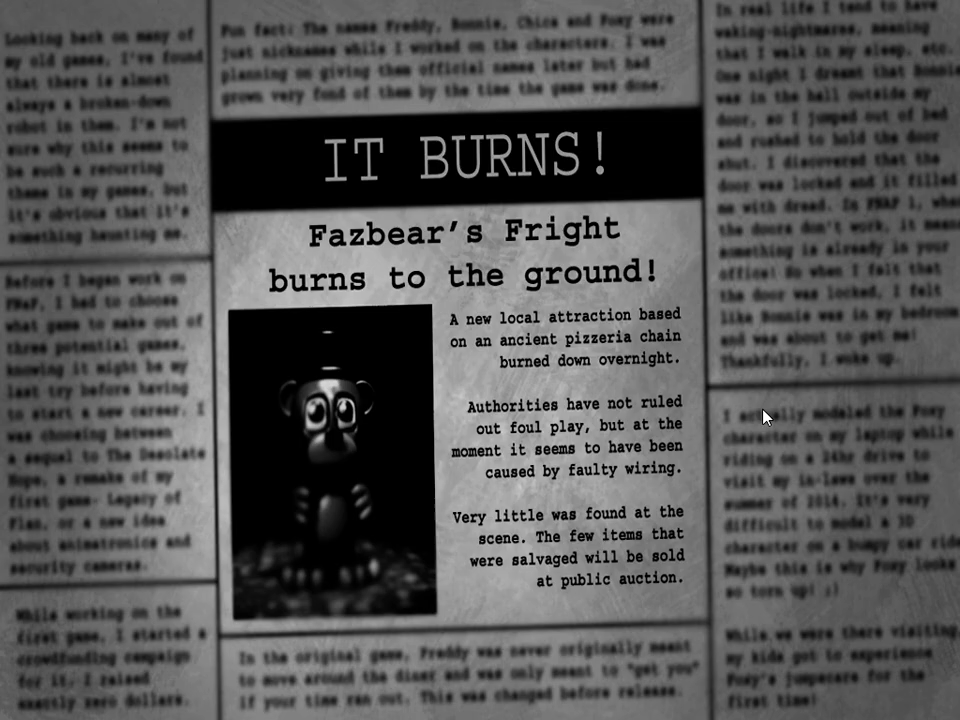 Looking back on many of
my old games, I've found
that there is almost
always a broken-down
robot in them. I'm not
sure why this seems to
be such a recurring
theme in my games, but
it's obvious that it's
something haunting me.
Before I began work on
FNaF, I had to choose
what game to make out of
three potential games,
knowing it might be my
last try before having
to start a new career. I
was choosing between
a sequel to The Desolate
Hope, a remake of my
first game- Legacy of
Flan, or a new idea
about animatronics and
security cameras.
While working on the
first game, I started a
crowdfunding campaign
for it. I raised
exactly zero dollars.
Fun fact: The names Freddy, Bonnie, Chica and Foxy were
just nicknames while I worked on the characters. I was
planning on giving them official names later but had
grown very fond of them by the time the game was done.
IT BURNS!
Fazbear's Fright
burns to the ground!
A new local attraction based
on an ancient pizzeria chain
burned down overnight.
Authorities have not ruled
out foul play, but at the
moment it seems to have been
caused by faulty wiring.
Very little was found at the
scene. The few items that
were salvaged will be sold
at public auction.
In the original game, Freddy was never originally meant
to move around the diner and was only meant to "get you"
if your time ran out. This was changed before release.
In real life I tend to have
waking-nightmares, meaning
that I walk in my sleep, etc.
One night I dreamt that Bonnie
was in the hall outside my
door, so I jumped out of bed
and rushed to hold the door
shut. I discovered that the
door was locked and it filled
me with dread. In FNAF 1, when
the doors don't work, it means
something is already in your
office! So when I felt that
the door was locked, I felt
like Bonnie was in my bedroom
and was about to get me!
Thankfully, I woke up.
I actually modeled the Foxy
character on my laptop while
riding on a 24hr drive to
visit my in-laws over the
summer of 2014. It's very
difficult to model a 3D
character on a bumpy car ride
Maybe this is why Foxy looks
so torn up! ;)
While we were there visiting,
my kids got to experience
Foxy's jumpscare for the
first time!